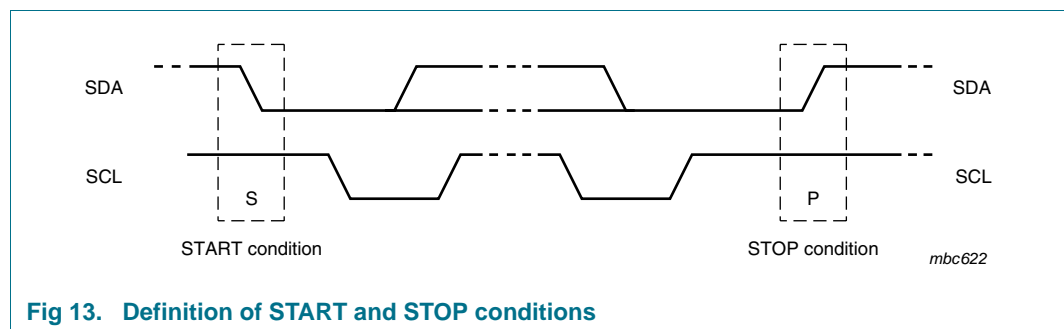 SDA SDA
SCL SCL
S P
START condition STOP condition
mbc622
Fig 13. Definition of START and STOP conditions